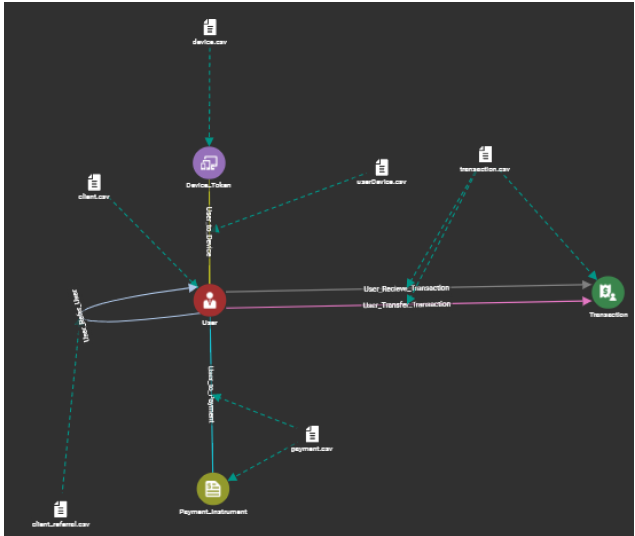 device.csv
Device_Token
userDevice.csv
transaction.csv
client.csv
User_to_Device
User_Recieve_Transaction
User_Transfer_Transaction
User
Transaction
User_Refer_User
User_to_Payment
payment.csv
Payment_Instrument
client_referral.csv